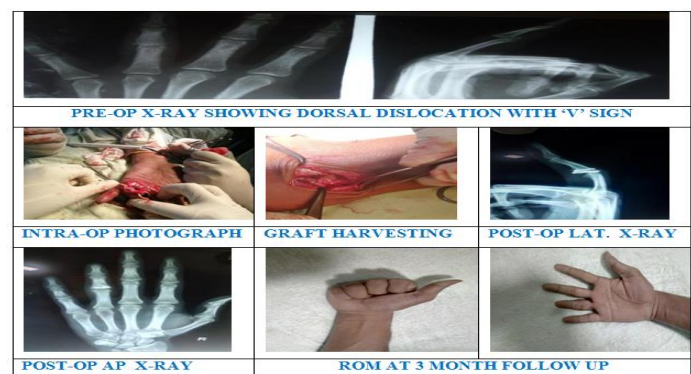 PRE-OP X-RAY SHOWING DORSAL DISLOCATION WITH ‘V’ SIGN
INTRA-OP PHOTOGRAPH
GRAFT HARVESTING
POST-OP LAT. X-RAY
POST-OP AP X-RAY
ROM AT 3 MONTH FOLLOW UP